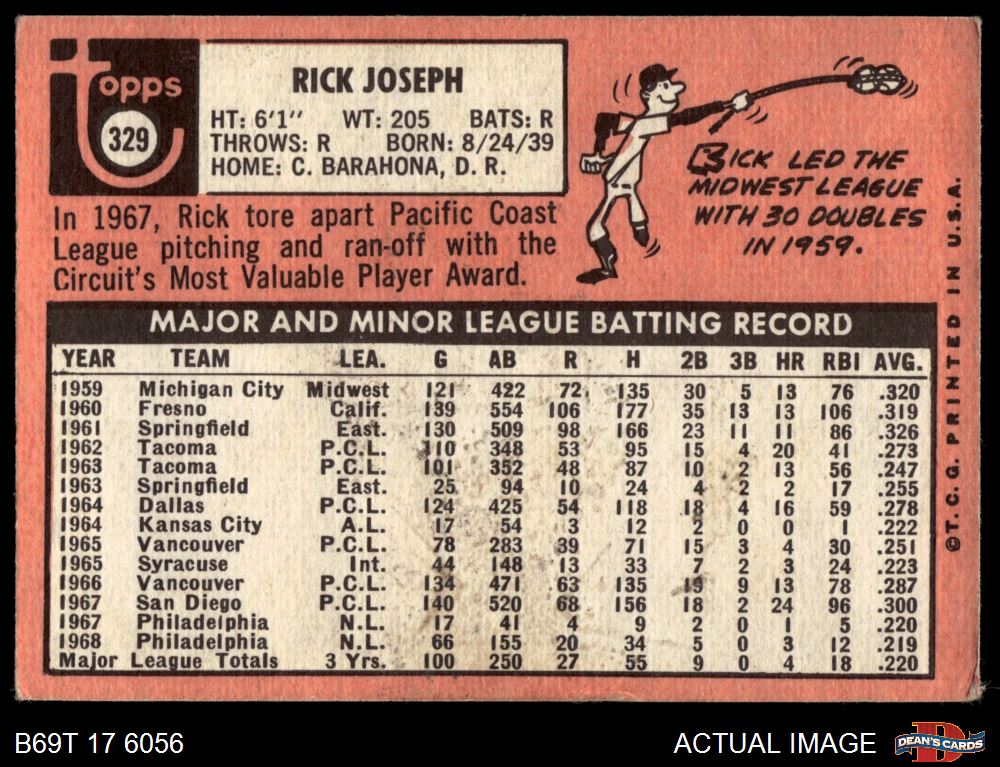 Topps
329
RICK JOSEPH
HT: 6'1" WT: 205 BATS: R
THROWS: R BORN: 8/24/39
HOME: C. BARAHONA, D. R.
RICK LED THE
MIDWEST LEAGUE
WITH 30 DOUBLES
IN 1959.
In 1967, Rick tore apart Pacific Coast
League pitching and ran-off with the
Circuit's Most Valuable Player Award.
MAJOR AND MINOR LEAGUE BATTING RECORD
YEAR TEAM LEA. G AB R H 2B 3B HR RBI AVG.
1959 Michigan City Midwest 121 422 72 135 30 5 13 76 .320
1960 Fresno Calif. 139 554 106 177 35 13 13 106 .319
1961 Springfield East. 130 509 98 166 23 11 11 86 .326
1962 Tacoma P.C.L. 110 348 53 95 15 4 20 41 .273
1963 Tacoma P.C.L. 101 352 48 87 10 2 13 56 .247
1963 Springfield East. 25 94 10 24 4 2 2 17 .255
1964 Dallas P.C.L. 124 425 54 118 18 4 16 59 .278
1964 Kansas City A.L. 17 54 3 12 2 0 0 1 .222
1965 Vancouver P.C.L. 78 283 39 71 15 3 4 30 .251
1965 Syracuse Int. 44 148 13 33 7 2 3 24 .223
1966 Vancouver P.C.L. 134 471 63 135 19 9 13 78 .287
1967 San Diego P.C.L. 140 520 68 156 18 2 24 96 .300
1967 Philadelphia N.L. 17 41 4 9 2 0 1 5 .220
1968 Philadelphia N.L. 66 155 20 34 5 0 3 12 .219
Major League Totals 3 Yrs. 100 250 27 55 9 0 4 18 .220
©T.C.G. PRINTED IN U.S.A.
B69T 17 6056
ACTUAL IMAGE
D
DEAN'S CARDS